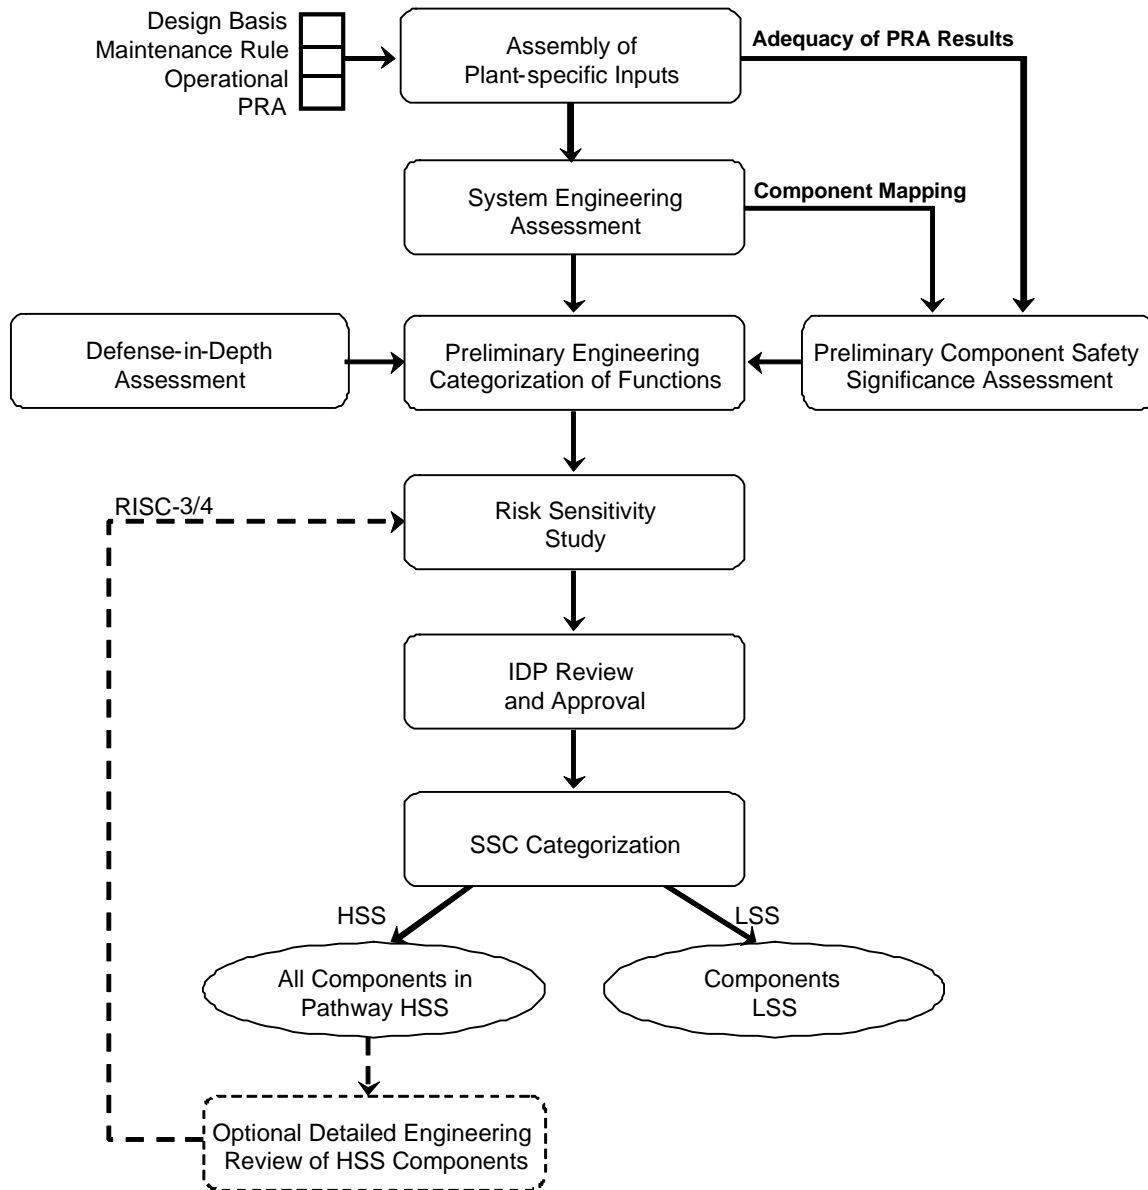 Design Basis
Maintenance Rule
Operational
PRA
Assembly of
Plant-specific Inputs
Adequacy of PRA Results
System Engineering
Assessment
Component Mapping
Defense-in-Depth
Assessment
Preliminary Engineering
Categorization of Functions
Preliminary Component Safety
Significance Assessment
RISC-3/4
Risk Sensitivity
Study
IDP Review
and Approval
SSC Categorization
HSS
LSS
All Components in
Pathway HSS
Components
LSS
Optional Detailed Engineering
Review of HSS Components